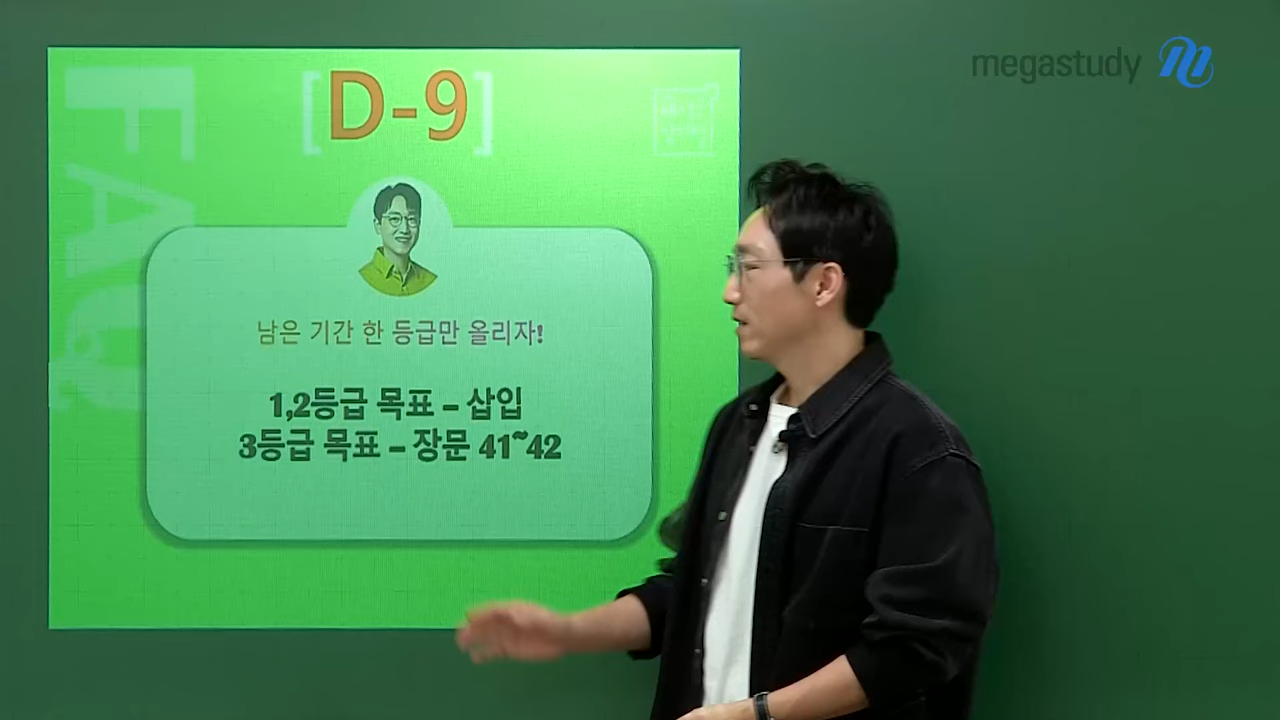 megastudy
FAQ
[D-9]
남은 기간 한 등급만 올리자!
1,2등급 목표 – 삽입
3등급 목표 – 장문 41~42